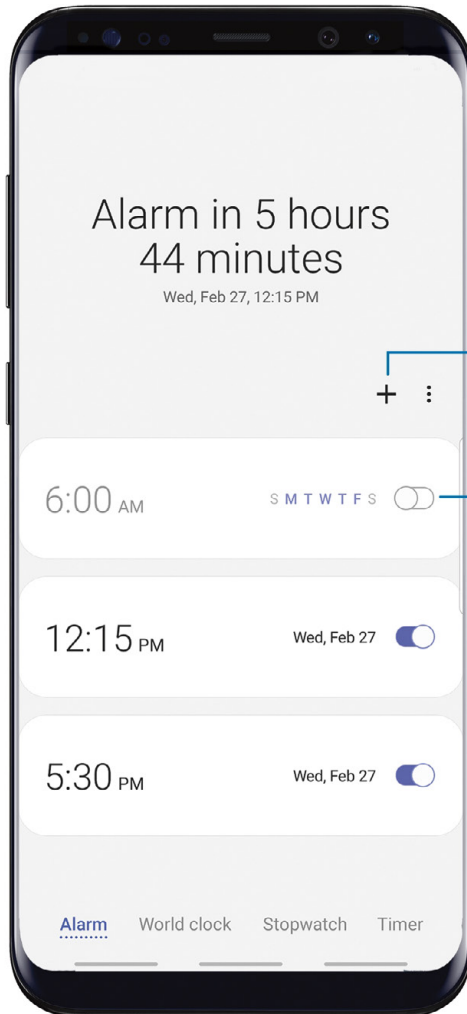 Alarm in 5 hours
44 minutes
Wed, Feb 27, 12:15 PM
6:00 AM S M T W T F S
12:15 PM Wed, Feb 27
5:30 PM Wed, Feb 27
Alarm World clock Stopwatch Timer